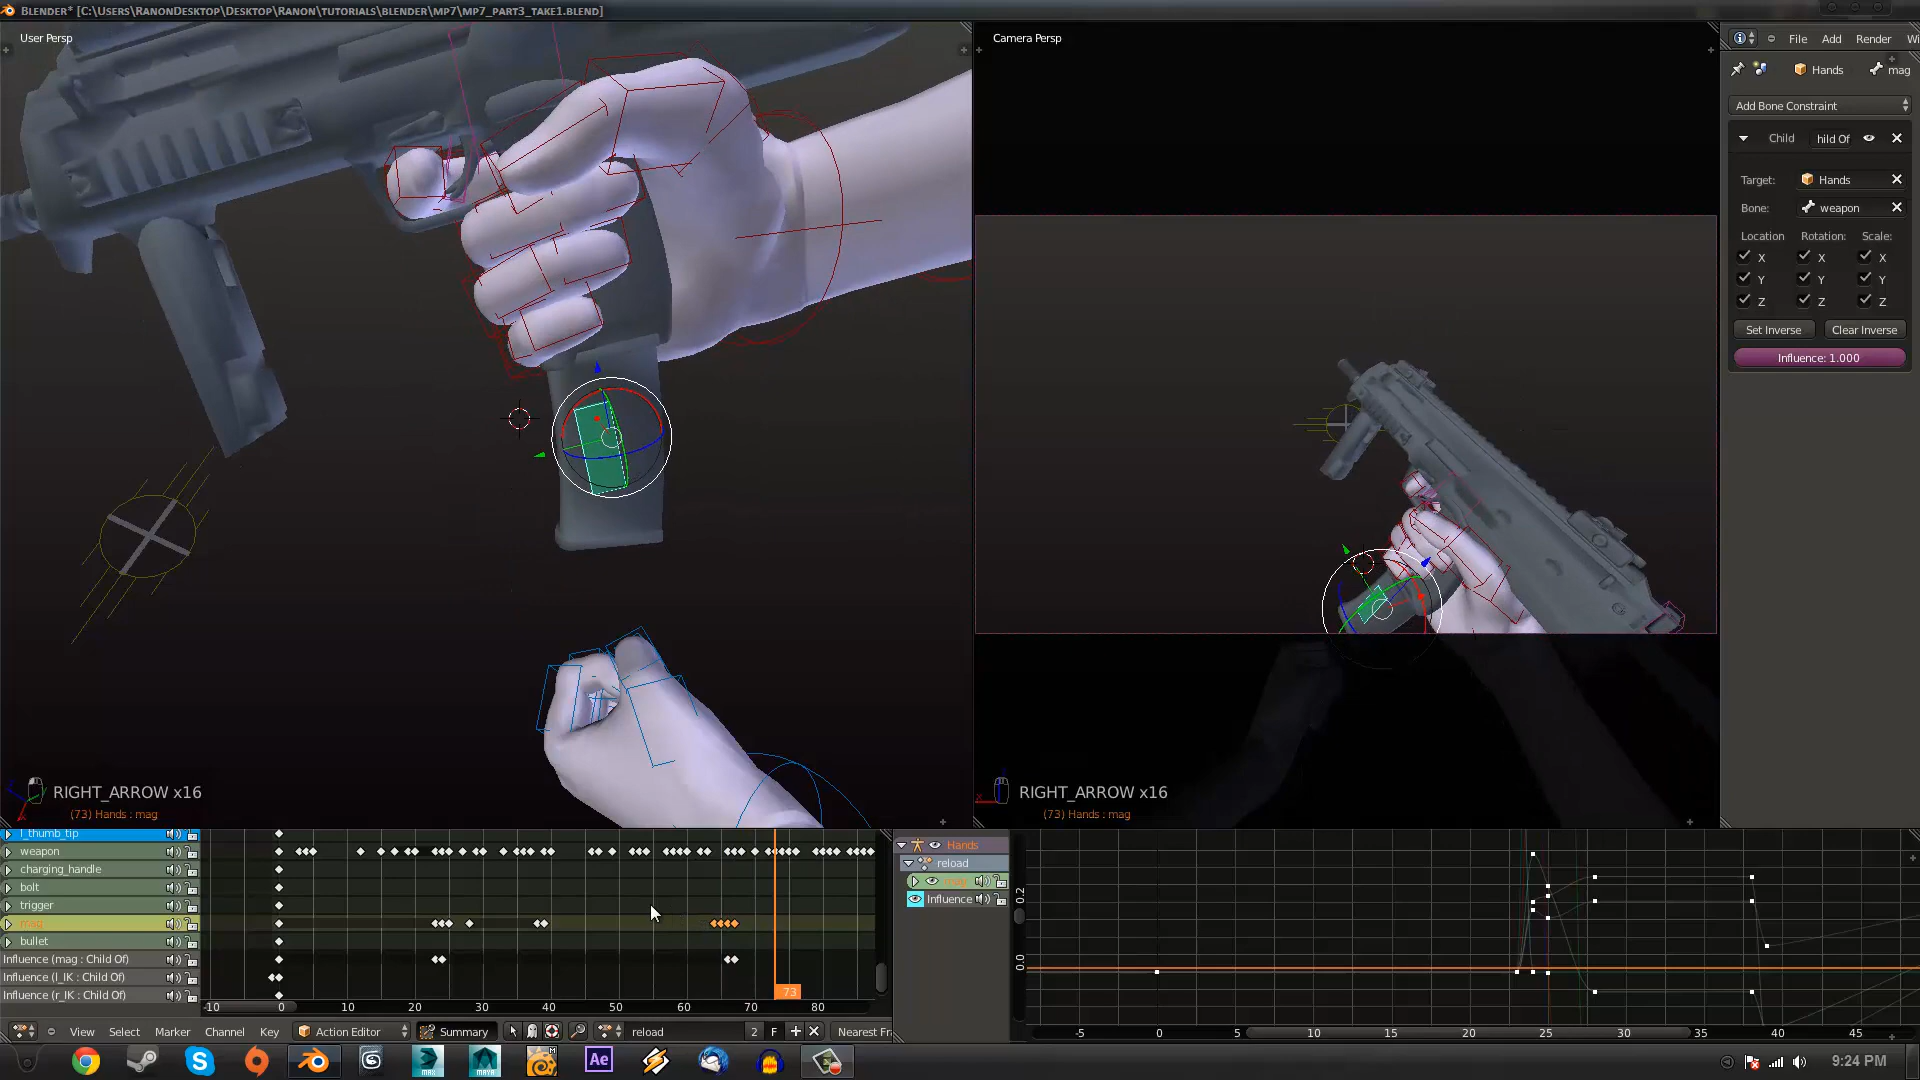 BLENDER* [C:\USERS\RANONDESKTOP\DESKTOP\RANON\TUTORIALS\BLENDER\MP7\MP7_PART3_TAKE1.BLEND]
User Persp
Camera Persp
File Add Render Wi
Hands mag
Add Bone Constraint
Child hild Of
Target: Hands
Bone: weapon
Location Rotation: Scale:
X X X
Y Y Y
Z Z Z
Set Inverse Clear Inverse
Influence: 1.000
RIGHT_ARROW x16
(73) Hands : mag
RIGHT_ARROW x16
(73) Hands : mag
l_thumb_tip
weapon
charging_handle
bolt
trigger
mag
bullet
Influence (mag : Child Of)
Influence (l_IK : Child Of)
Influence (r_IK : Child Of)
-10 0 10 20 30 40 50 60 70 73 80
Hands
reload
Influence
0.2
0.0
-5 0 5 10 15 20 25 30 35 40 45
View Select Marker Channel Key Action Editor Summary reload 2 F Nearest Fra
MAX MAYA Ae
9:24 PM